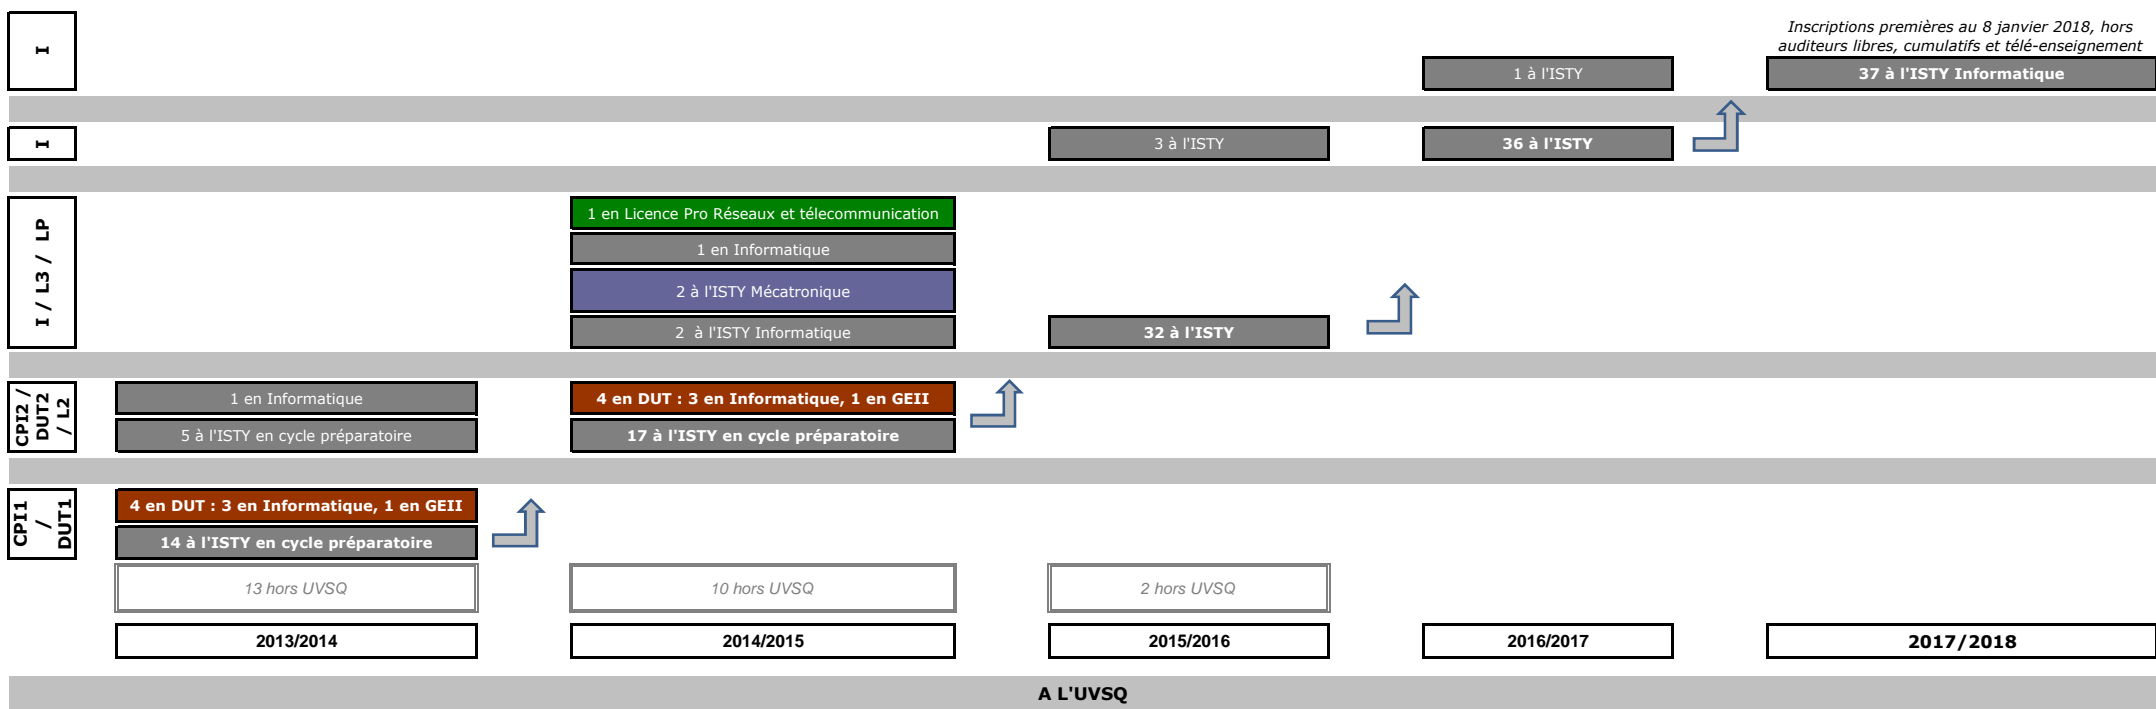 Inscriptions premières au 8 janvier 2018, hors
auditeurs libres, cumulatifs et télé-enseignement
I
1 à l'ISTY
37 à l'ISTY Informatique
I
3 à l'ISTY
36 à l'ISTY
I / L3 / LP
1 en Licence Pro Réseaux et télecommunication
1 en Informatique
2 à l'ISTY Mécatronique
2 à l'ISTY Informatique
32 à l'ISTY
CPI2 /
DUT2
/ L2
1 en Informatique
4 en DUT : 3 en Informatique, 1 en GEII
5 à l'ISTY en cycle préparatoire
17 à l'ISTY en cycle préparatoire
CPI1
/
DUT1
4 en DUT : 3 en Informatique, 1 en GEII
14 à l'ISTY en cycle préparatoire
13 hors UVSQ
10 hors UVSQ
2 hors UVSQ
2013/2014
2014/2015
2015/2016
2016/2017
2017/2018
A L'UVSQ